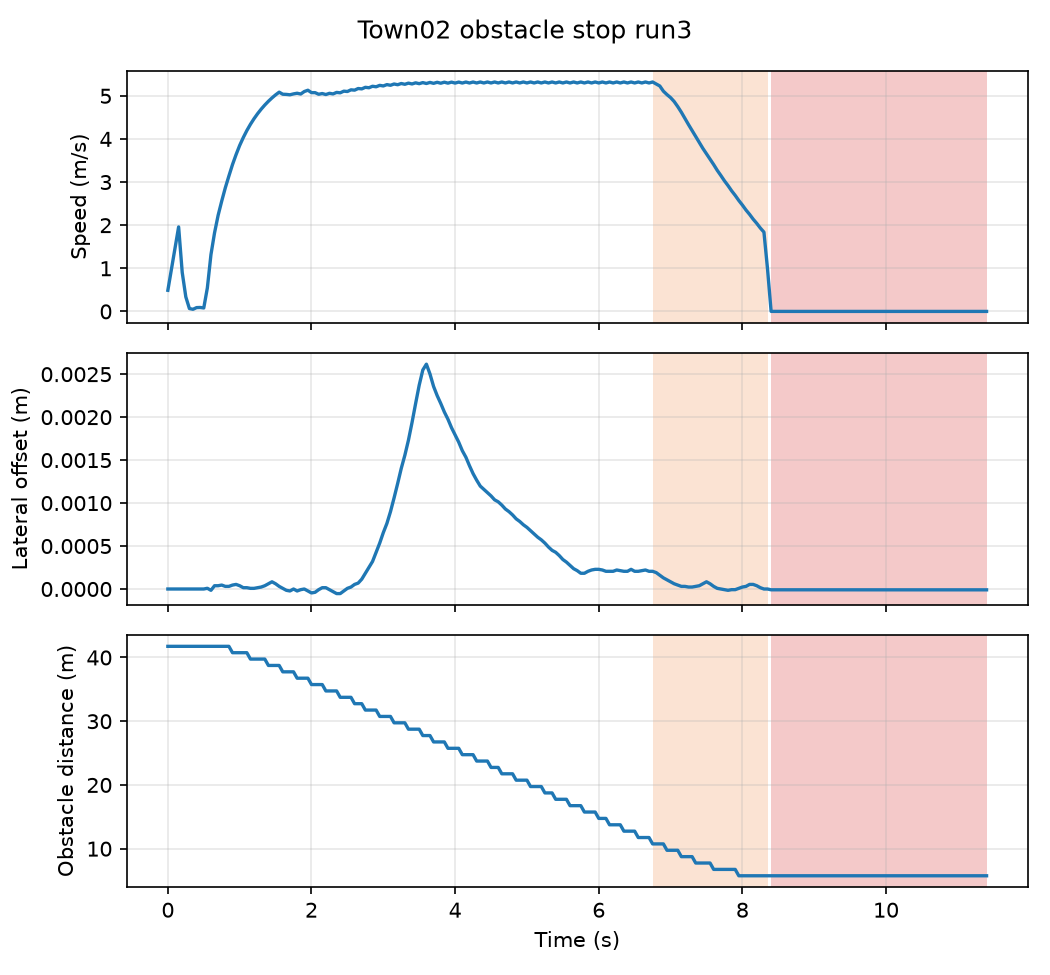 Town02 obstacle stop run3
Speed (m/s)
5
4
3
2
1
0
Lateral offset (m)
0.0025
0.0020
0.0015
0.0010
0.0005
0.0000
Obstacle distance (m)
40
30
20
10
0 2 4 6 8 10
Time (s)